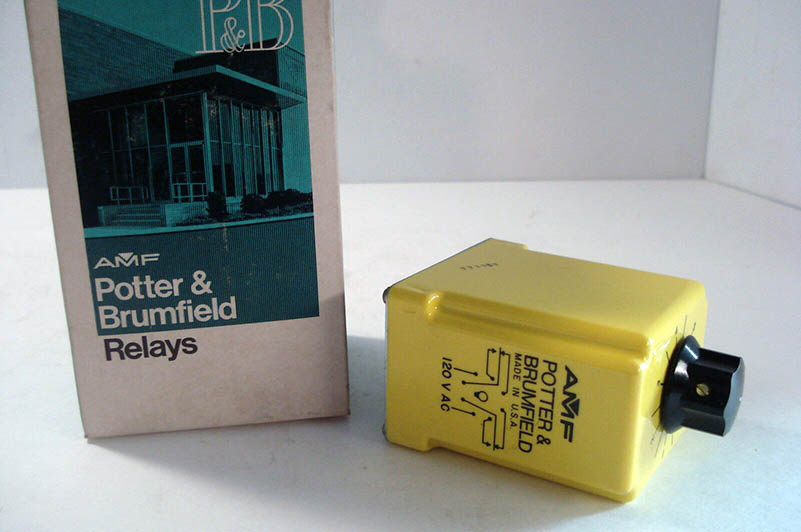 P&B
AMF
Potter &
Brumfield
Relays
AMF
POTTER &
BRUMFIELD
MADE IN U.S.A.
120 V AC